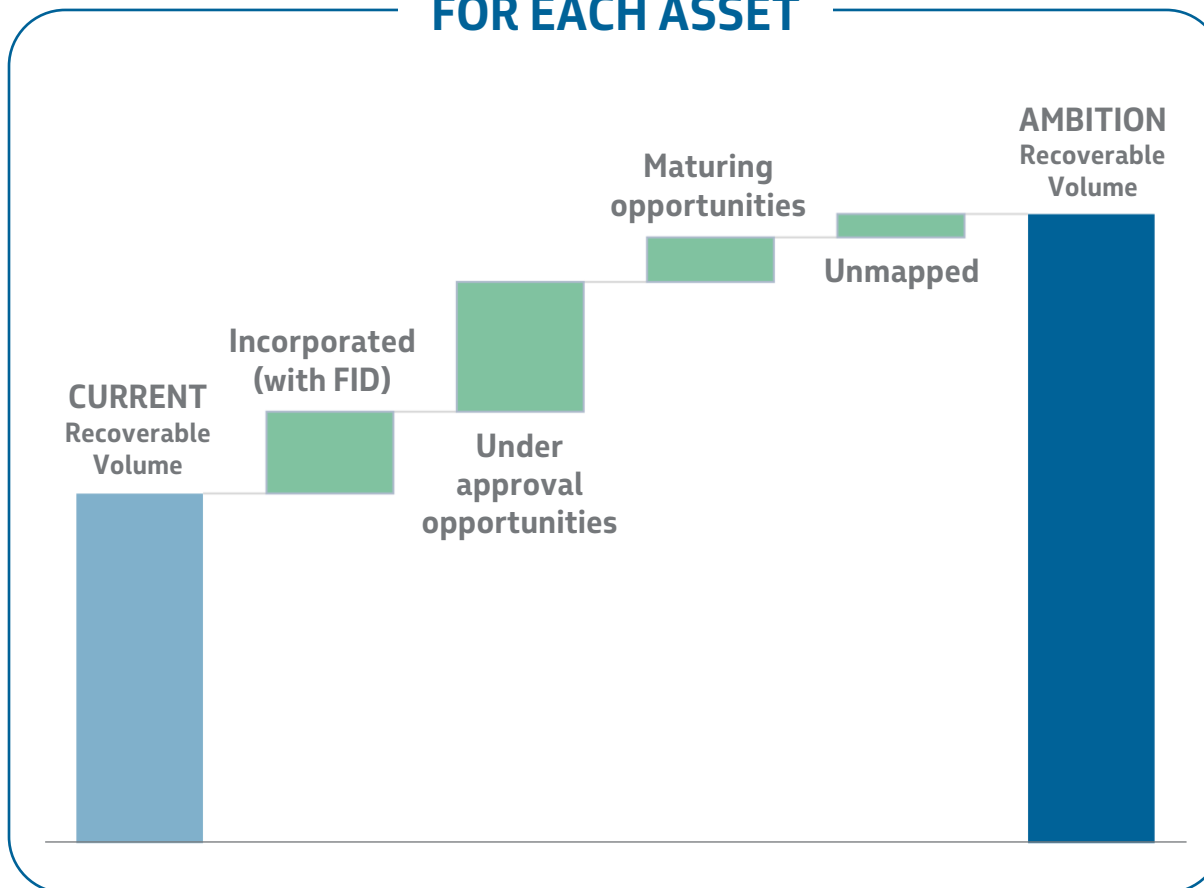 FOR EACH ASSET
AMBITION
Recoverable
Volume
Maturing
opportunities
Unmapped
Incorporated
(with FID)
CURRENT
Recoverable
Volume
Under
approval
opportunities